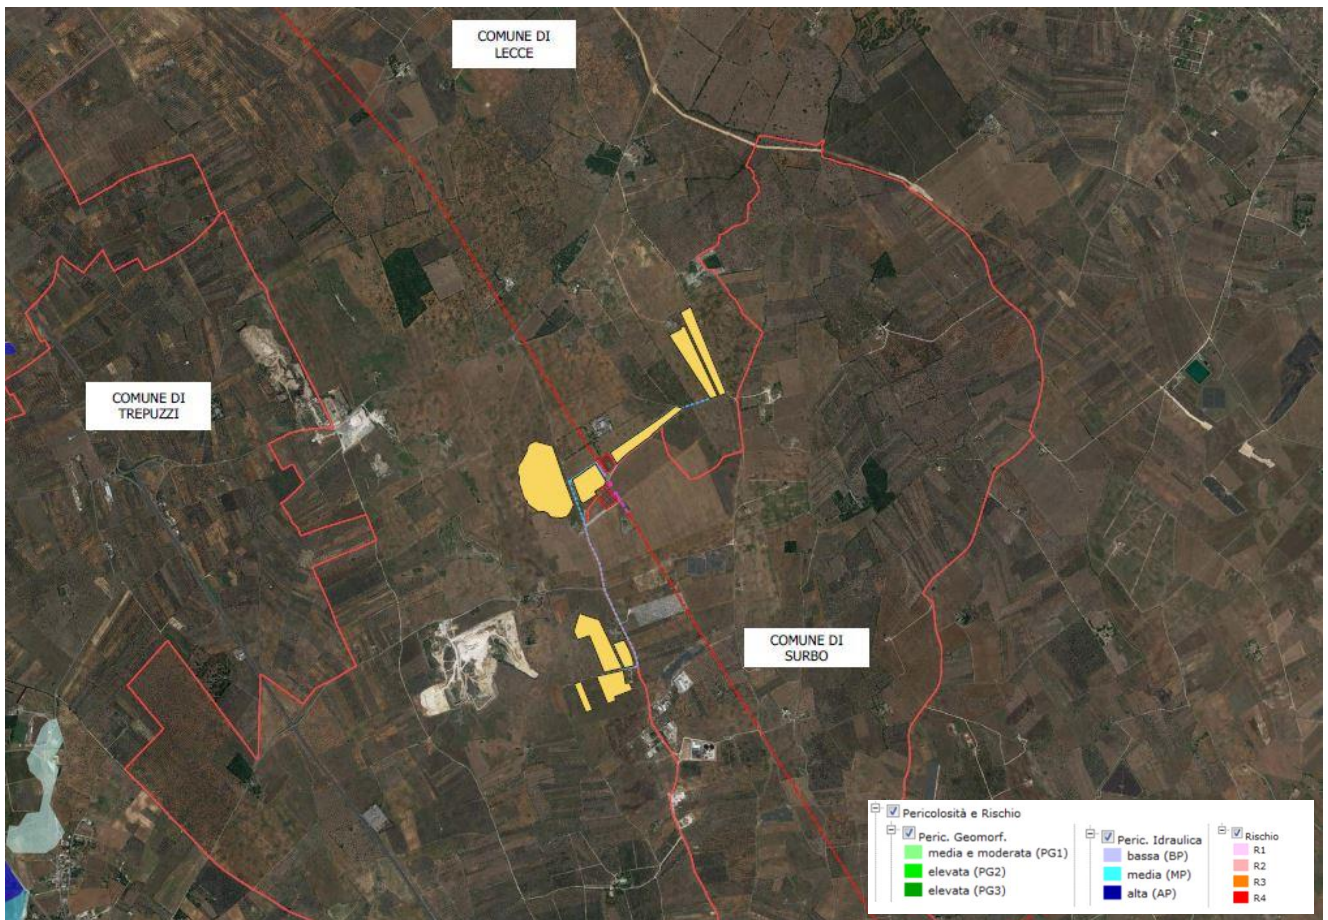 COMUNE DI
LECCE
COMUNE DI
TREPUZZI
COMUNE DI
SURBO
Pericolosità e Rischio
Peric. Geomorf.
media e moderata (PG1)
elevata (PG2)
elevata (PG3)
Peric. Idraulica
bassa (BP)
media (MP)
alta (AP)
Rischio
R1
R2
R3
R4